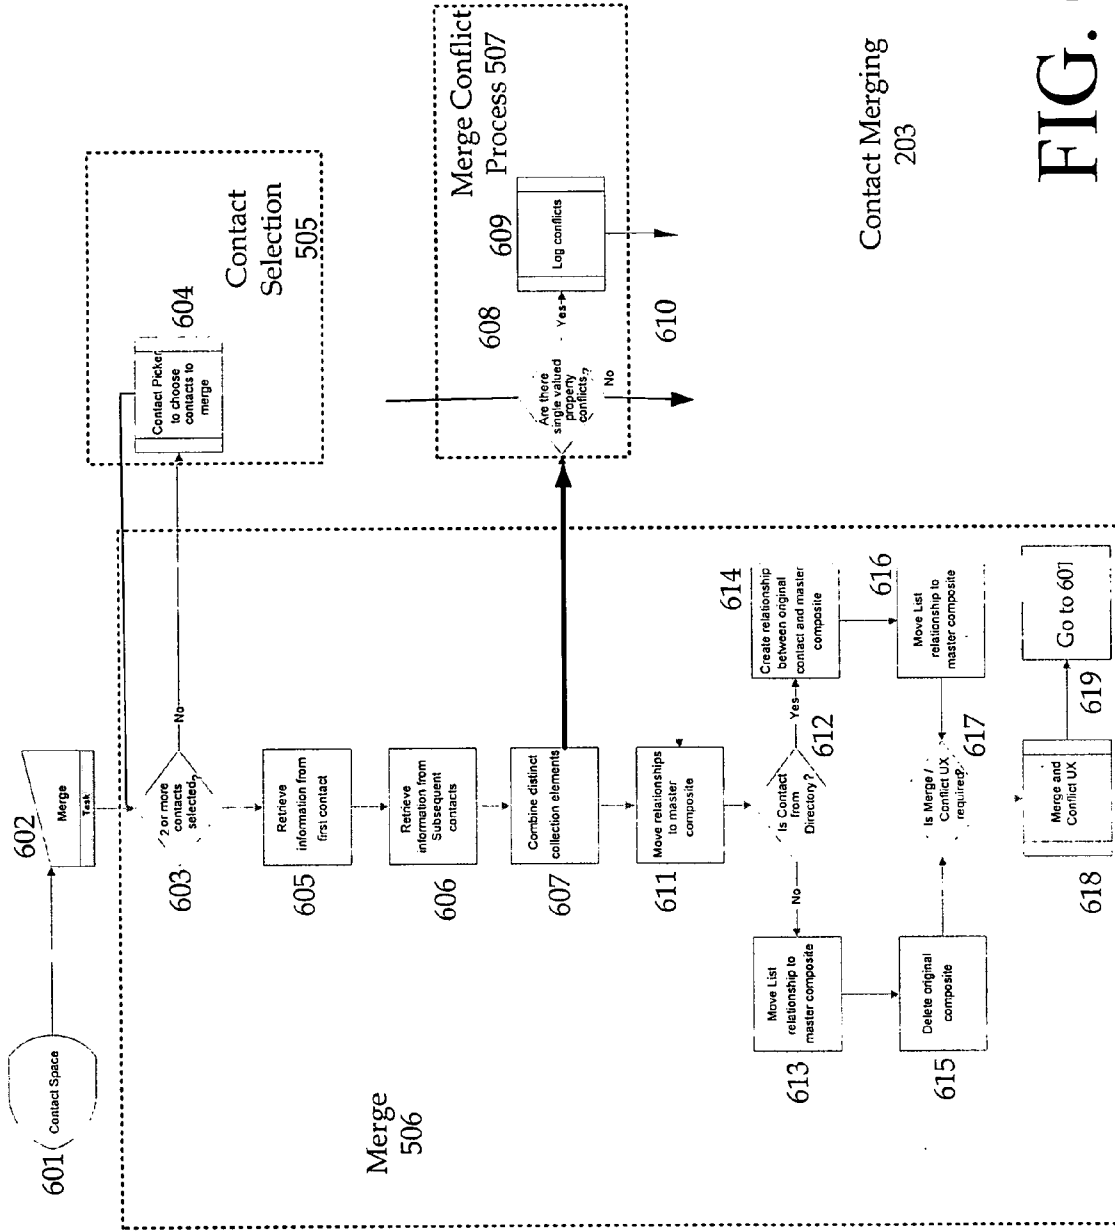 601
Contact Space
602
Merge
Task
603
2 or more
contacts
selected?
No
604
Contact Picker
to choose
contacts to
merge
Contact
Selection
505
605
Retrieve
information from
first contact
606
Retrieve
information from
Subsequent
contacts
607
Combine distinct
collection elements
Merge Conflict
Process 507
608
Are there
single valued
property
conflicts?
Yes
No
609
Log conflicts
610
611
Move relationships
to master
composite
612
Is Contact
from
Directory?
Yes
No
613
Move List
relationship to
master composite
614
Create relationship
between original
contact and master
composite
615
Delete original
composite
616
Move List
relationship to
master composite
617
Is Merge /
Conflict UX
required?
618
Merge and
Conflict UX
619
Go to 601
Merge
506
Contact Merging
203
FIG.